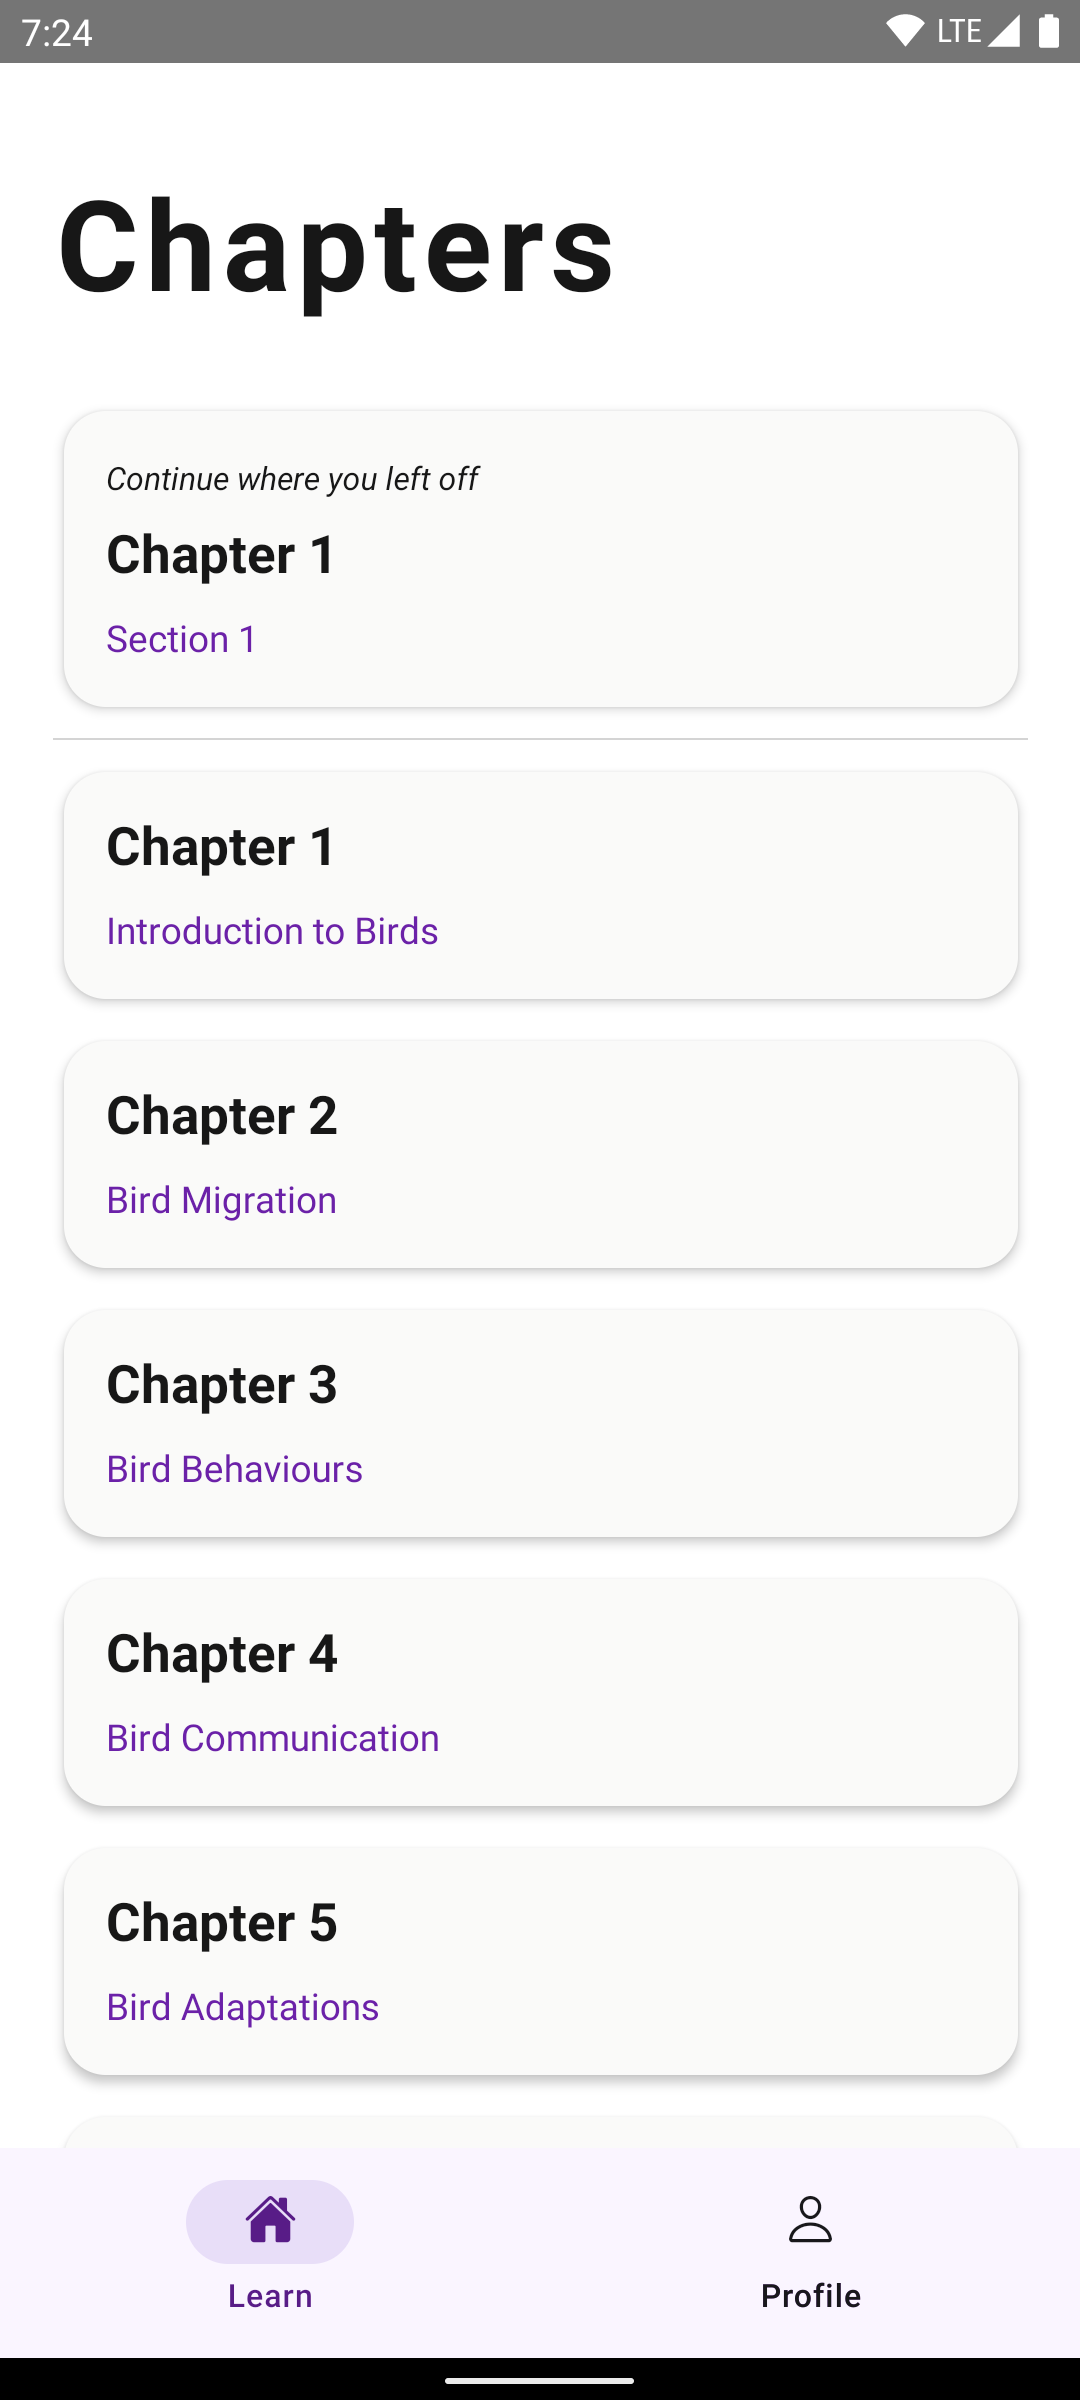 7:24
LTE
Chapters
Continue where you left off
Chapter 1
Section 1
Chapter 1
Introduction to Birds
Chapter 2
Bird Migration
Chapter 3
Bird Behaviours
Chapter 4
Bird Communication
Chapter 5
Bird Adaptations
Learn
Profile